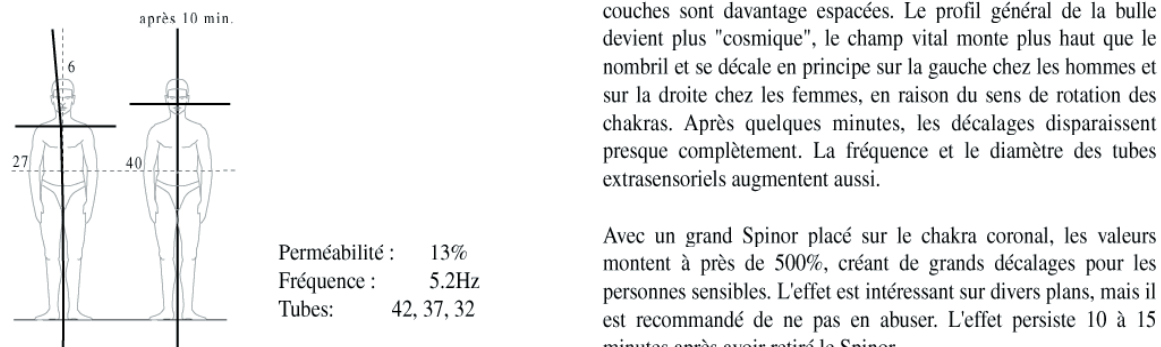 après 10 min.
6
27
40
Perméabilité : 13%
Fréquence : 5.2Hz
Tubes: 42, 37, 32
couches sont davantage espacées. Le profil général de la bulle
devient plus "cosmique", le champ vital monte plus haut que le
nombril et se décale en principe sur la gauche chez les hommes et
sur la droite chez les femmes, en raison du sens de rotation des
chakras. Après quelques minutes, les décalages disparaissent
presque complètement. La fréquence et le diamètre des tubes
extrasensoriels augmentent aussi.
Avec un grand Spinor placé sur le chakra coronal, les valeurs
montent à près de 500%, créant de grands décalages pour les
personnes sensibles. L'effet est intéressant sur divers plans, mais il
est recommandé de ne pas en abuser. L'effet persiste 10 à 15
minutes après avoir retiré le Spinor.